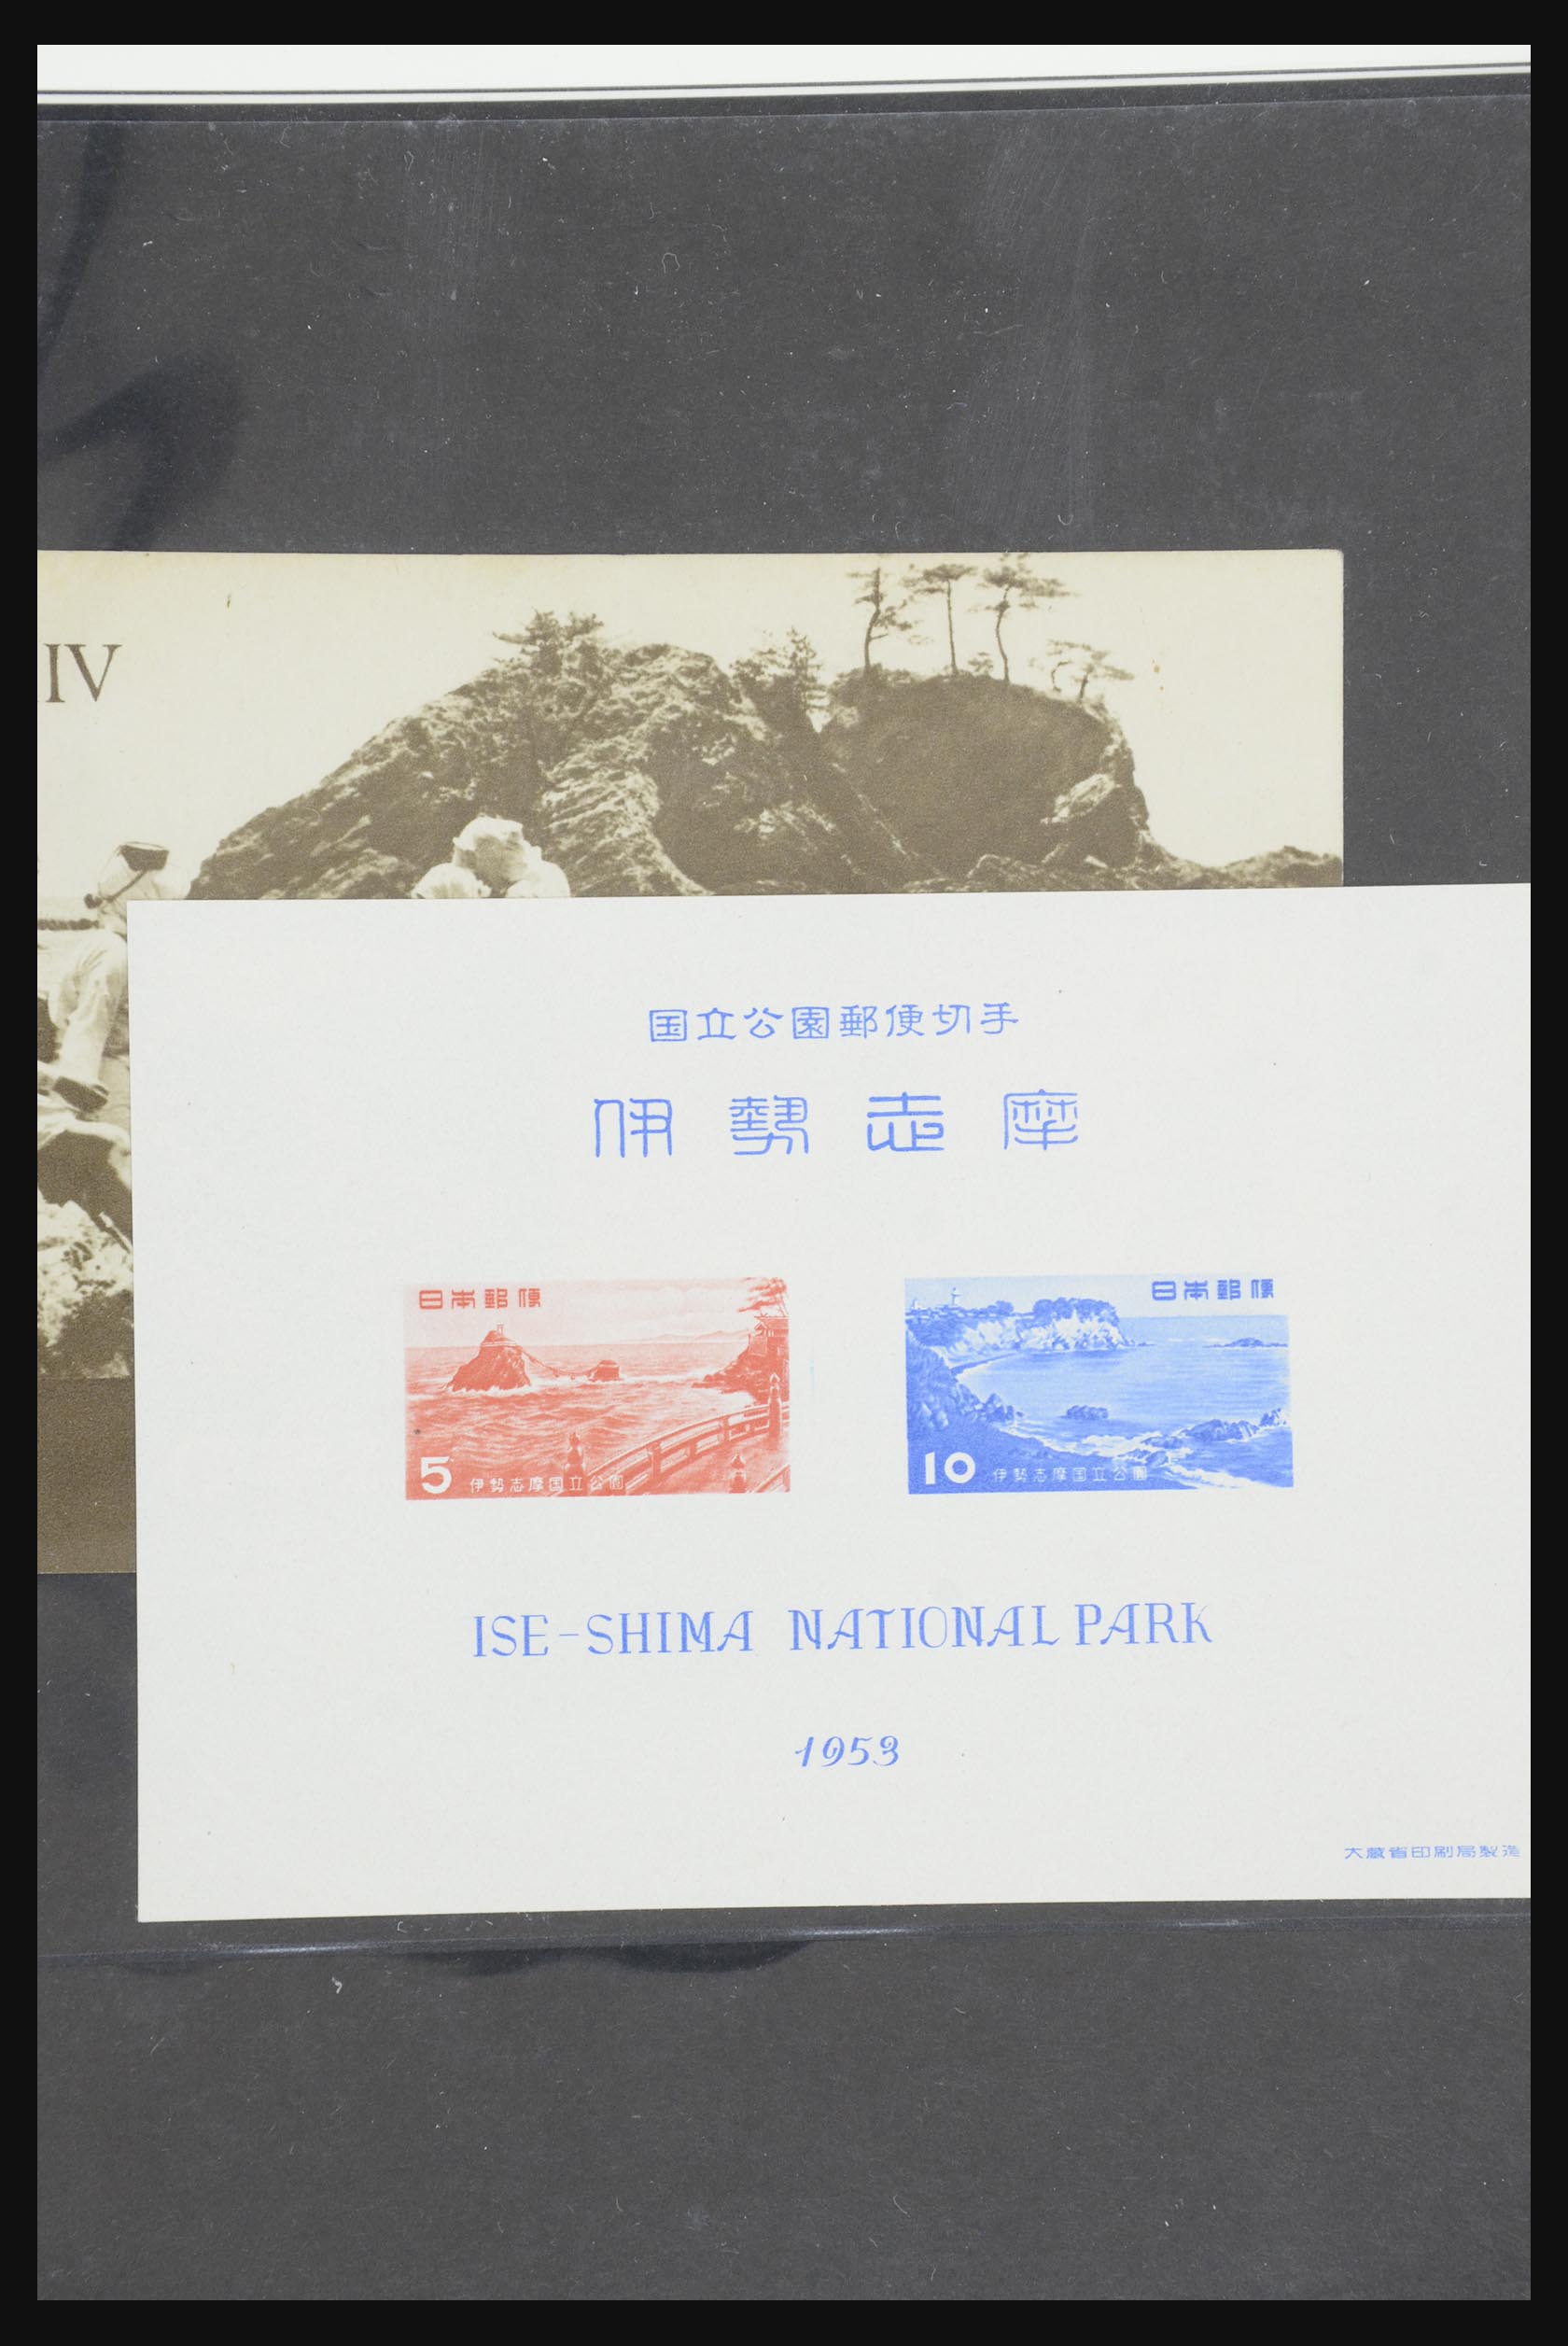 IV
国立公園郵便切手
伊勢志摩
日本郵便
5 伊勢志摩国立公園
日本郵便
10 伊勢志摩国立公園
ISE-SHIMA NATIONAL PARK
1953
大蔵省印刷局製造